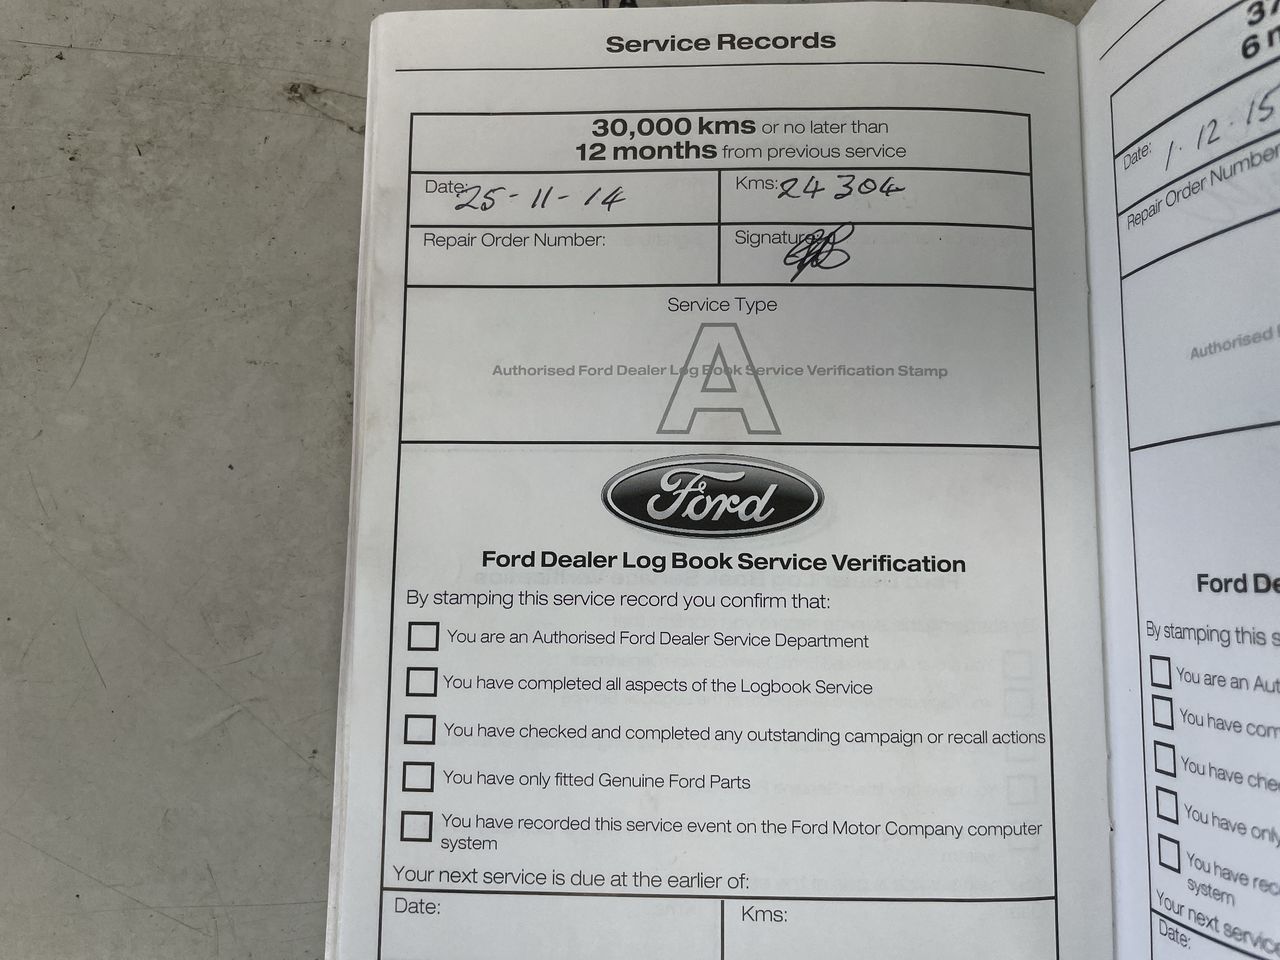 Service Records
30,000 kms or no later than
12 months from previous service
Date: 25-11-14
Kms: 24304
Repair Order Number:
Signature:
Service Type
A
Authorised Ford Dealer Log Book Service Verification Stamp
Ford
Ford Dealer Log Book Service Verification
By stamping this service record you confirm that:
You are an Authorised Ford Dealer Service Department
You have completed all aspects of the Logbook Service
You have checked and completed any outstanding campaign or recall actions
You have only fitted Genuine Ford Parts
You have recorded this service event on the Ford Motor Company computer
system
Your next service is due at the earlier of:
Date:
Kms:
37
6 m
Date: 1.12.15
Repair Order Number
Authorised
Ford De
By stamping this s
You are an Aut
You have com
You have che
You have only
You have rec
system
Your next service
Date: